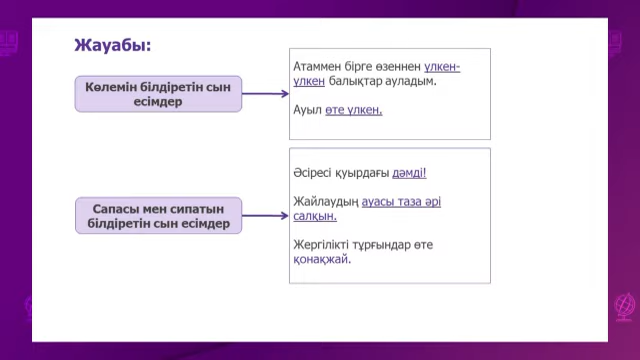 Жауабы:
Көлемін білдіретін сын
есімдер
Атаммен бірге өзеннен үлкен-
үлкен балықтар ауладым.
Ауыл өте үлкен.
Сапасы мен сипатын
білдіретін сын есімдер
Әсіресі қуырдағы дәмді!
Жайлаудың ауасы таза әрі
салқын.
Жергілікті тұрғындар өте
қонақжай.